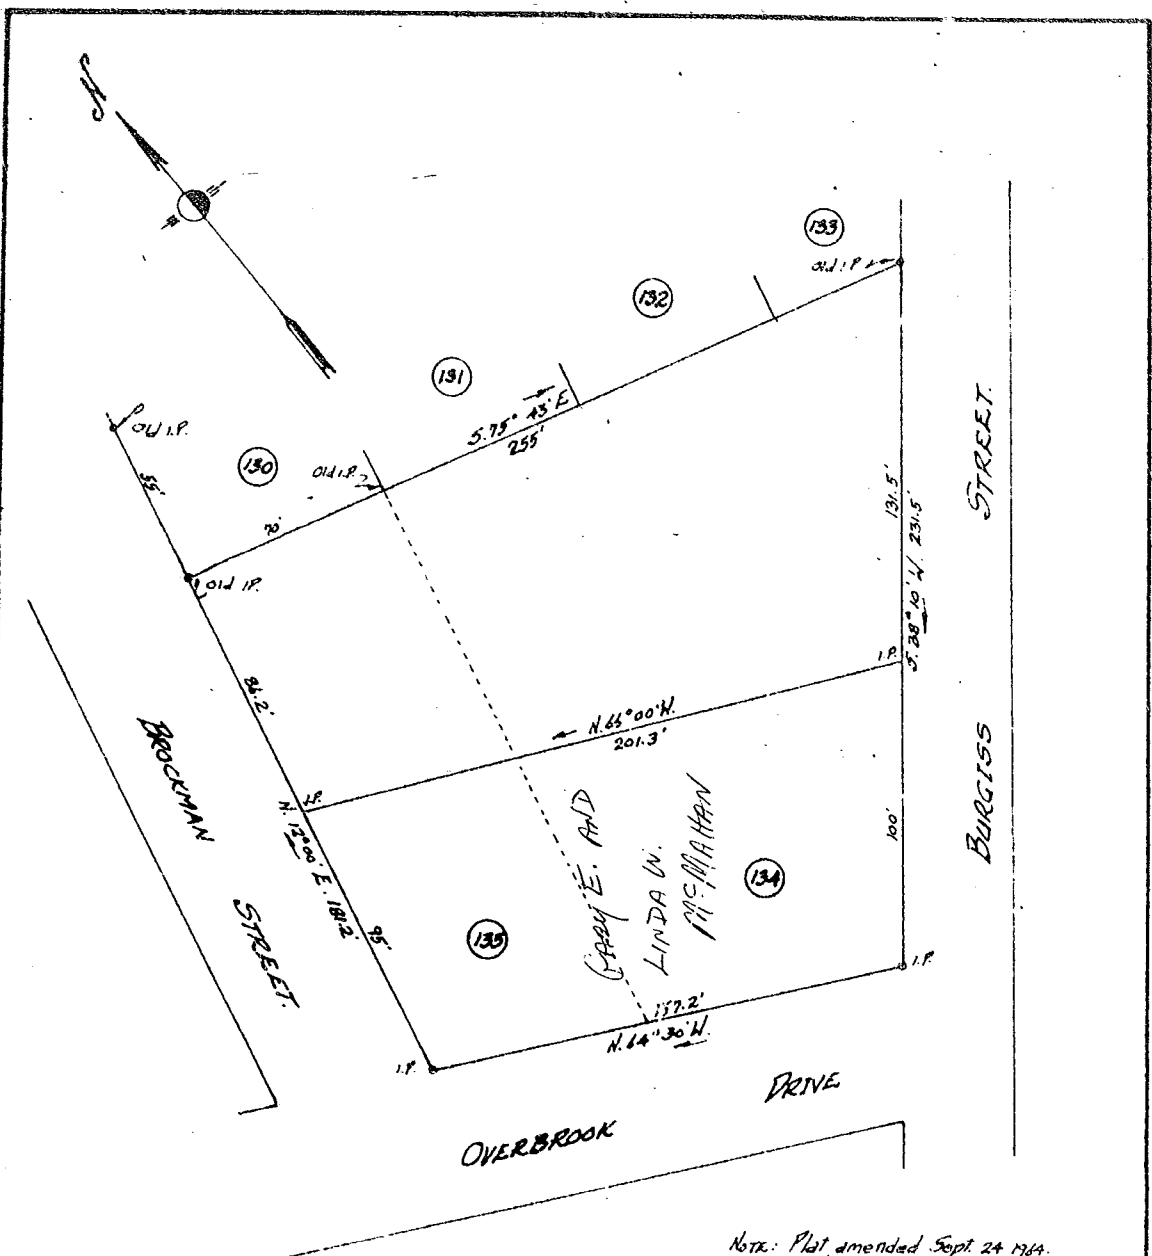 N
133
Old I.P.
132
131
S. 75° 43' E
255'
Old I.P.
130
Old I.P.
55'
70'
Old I.P.
131.5'
S. 38° 10' W. 231.5'
STREET.
BURGISS
I.P.
86.2'
N. 65° 00' W.
201.3'
I.P.
BROCKMAN
STREET.
N. 12° 00' E. 181.2'
95'
100'
GARY E. AND
LINDA W.
McMAHAN
134
135
I.P.
157.2'
N. 64° 30' W.
I.P.
DRIVE
OVERBROOK
NOTE: Plat amended Sept. 24 1964.